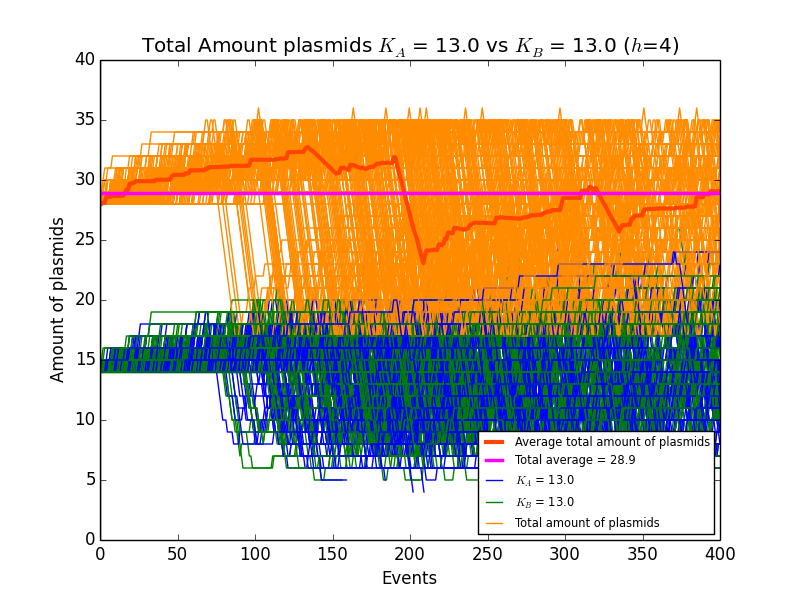 Total Amount plasmids K_A = 13.0 vs K_B = 13.0 (h=4)
40
35
30
25
20
15
10
5
0
Amount of plasmids
Average total amount of plasmids
Total average = 28.9
K_A = 13.0
K_B = 13.0
Total amount of plasmids
0 50 100 150 200 250 300 350 400
Events